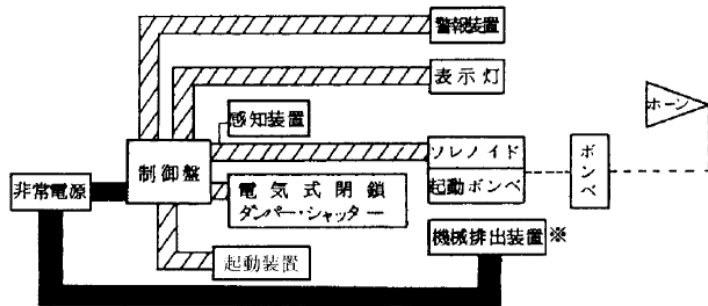 警報装置
表示灯
ホーン
感知装置
制御盤
ソレノイド
起動ボンベ
ボンベ
非常電源
電気式閉鎖
ダンパー・シャッター
機械排出装置※
起動装置